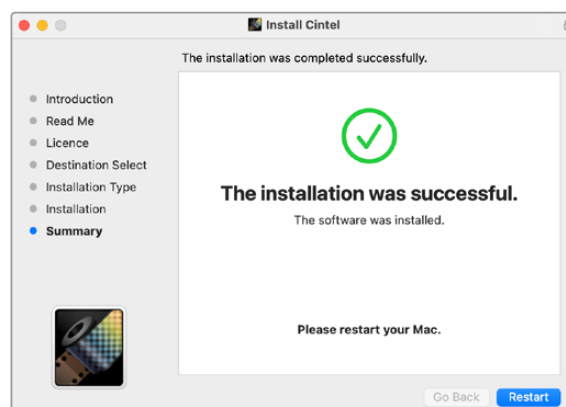 Install Cintel
The installation was completed successfully.
Introduction
Read Me
Licence
Destination Select
Installation Type
Installation
Summary
The installation was successful.
The software was installed.
Please restart your Mac.
Go Back
Restart